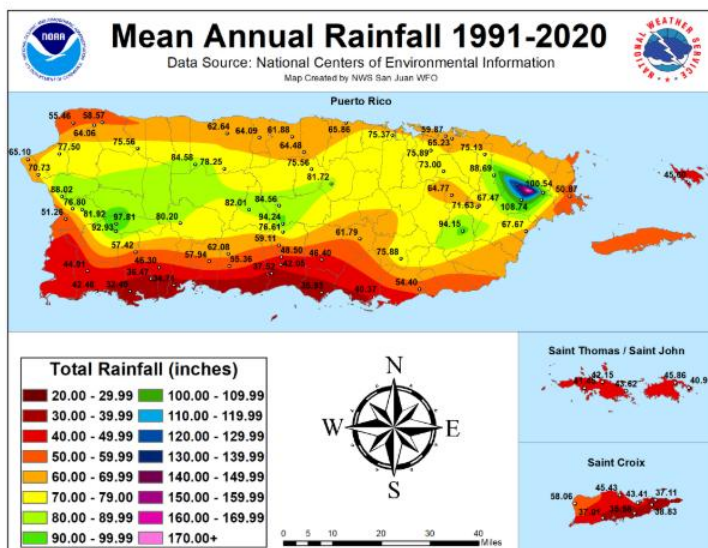 NOAA
Mean Annual Rainfall 1991-2020
Data Source: National Centers of Environmental Information
Map Created by NWS San Juan WFO
NATIONAL WEATHER SERVICE
Puerto Rico
55.46
58.57
64.06
62.64
64.09
61.88
65.86
75.37
59.87
65.23
77.50
75.56
64.48
75.89
75.13
65.10
70.73
84.58
78.25
75.56
73.00
88.69
81.72
100.54
50.87
88.02
76.80
81.92
82.01
84.56
64.77
67.47
71.63
108.74
51.26
97.81
92.93
80.20
94.24
76.61
94.15
67.67
57.42
62.08
59.11
61.79
57.94
55.36
48.50
46.40
75.88
46.30
54.40
Saint Thomas / Saint John
42.15
43.62
45.86
40.9
Saint Croix
58.06
45.43
43.41
37.11
38.83
Total Rainfall (inches)
20.00 - 29.99
30.00 - 39.99
40.00 - 49.99
50.00 - 59.99
60.00 - 69.99
70.00 - 79.00
80.00 - 89.99
90.00 - 99.99
100.00 - 109.99
110.00 - 119.99
120.00 - 129.99
130.00 - 139.99
140.00 - 149.99
150.00 - 159.99
160.00 - 169.99
170.00+
N
W
E
S
0 5 10 20 30 40
Miles